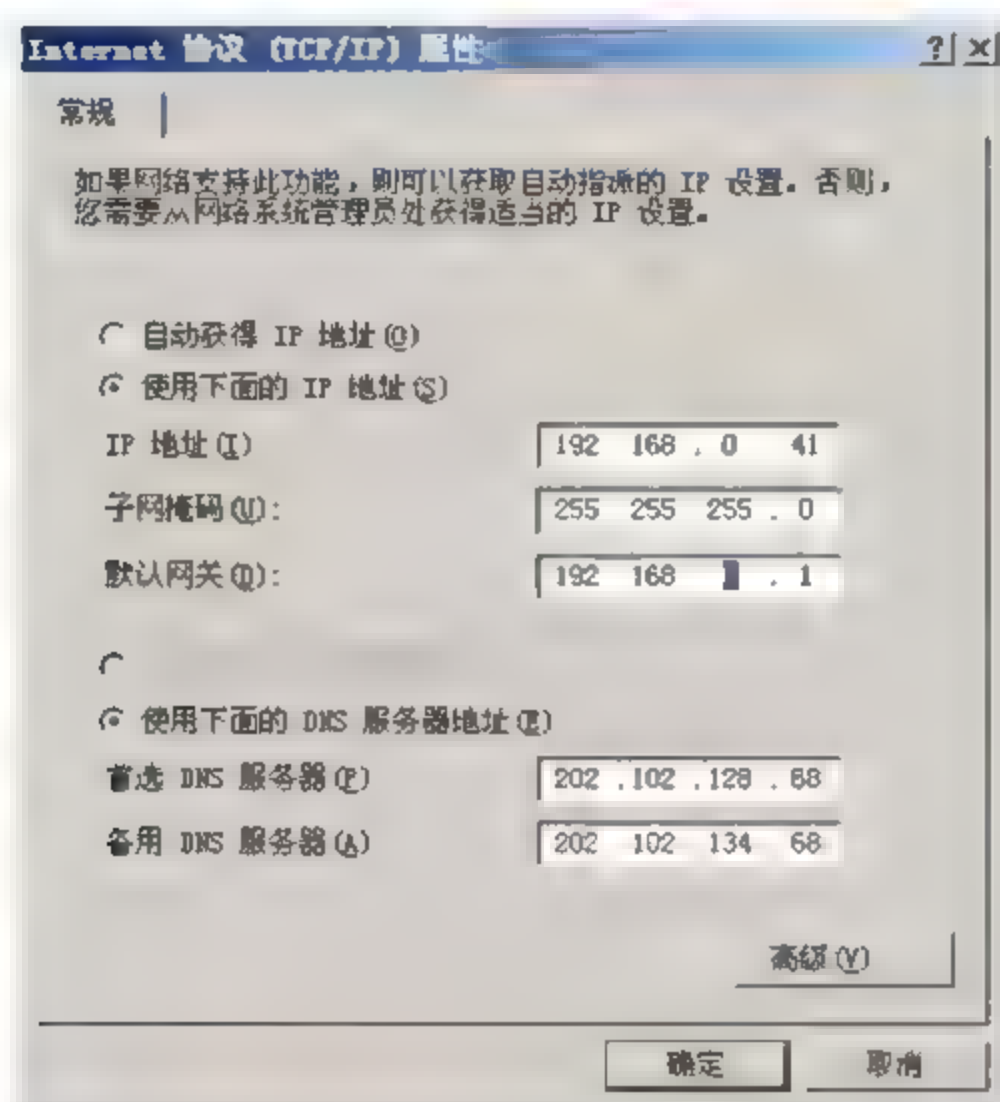 Internet 协议 (TCP/IP) 属性
? ×
常规
如果网络支持此功能，则可以获取自动指派的 IP 设置。否则，
您需要从网络系统管理员处获得适当的 IP 设置。
自动获得 IP 地址(O)
使用下面的 IP 地址(S)
IP 地址(I) 192 168 . 0 41
子网掩码(U): 255 255 255 . 0
默认网关(D): 192 168 . 1
使用下面的 DNS 服务器地址(E)
首选 DNS 服务器(P) 202 .102 .128 . 68
备用 DNS 服务器(A) 202 102 134 68
高级(V)
确定 取消